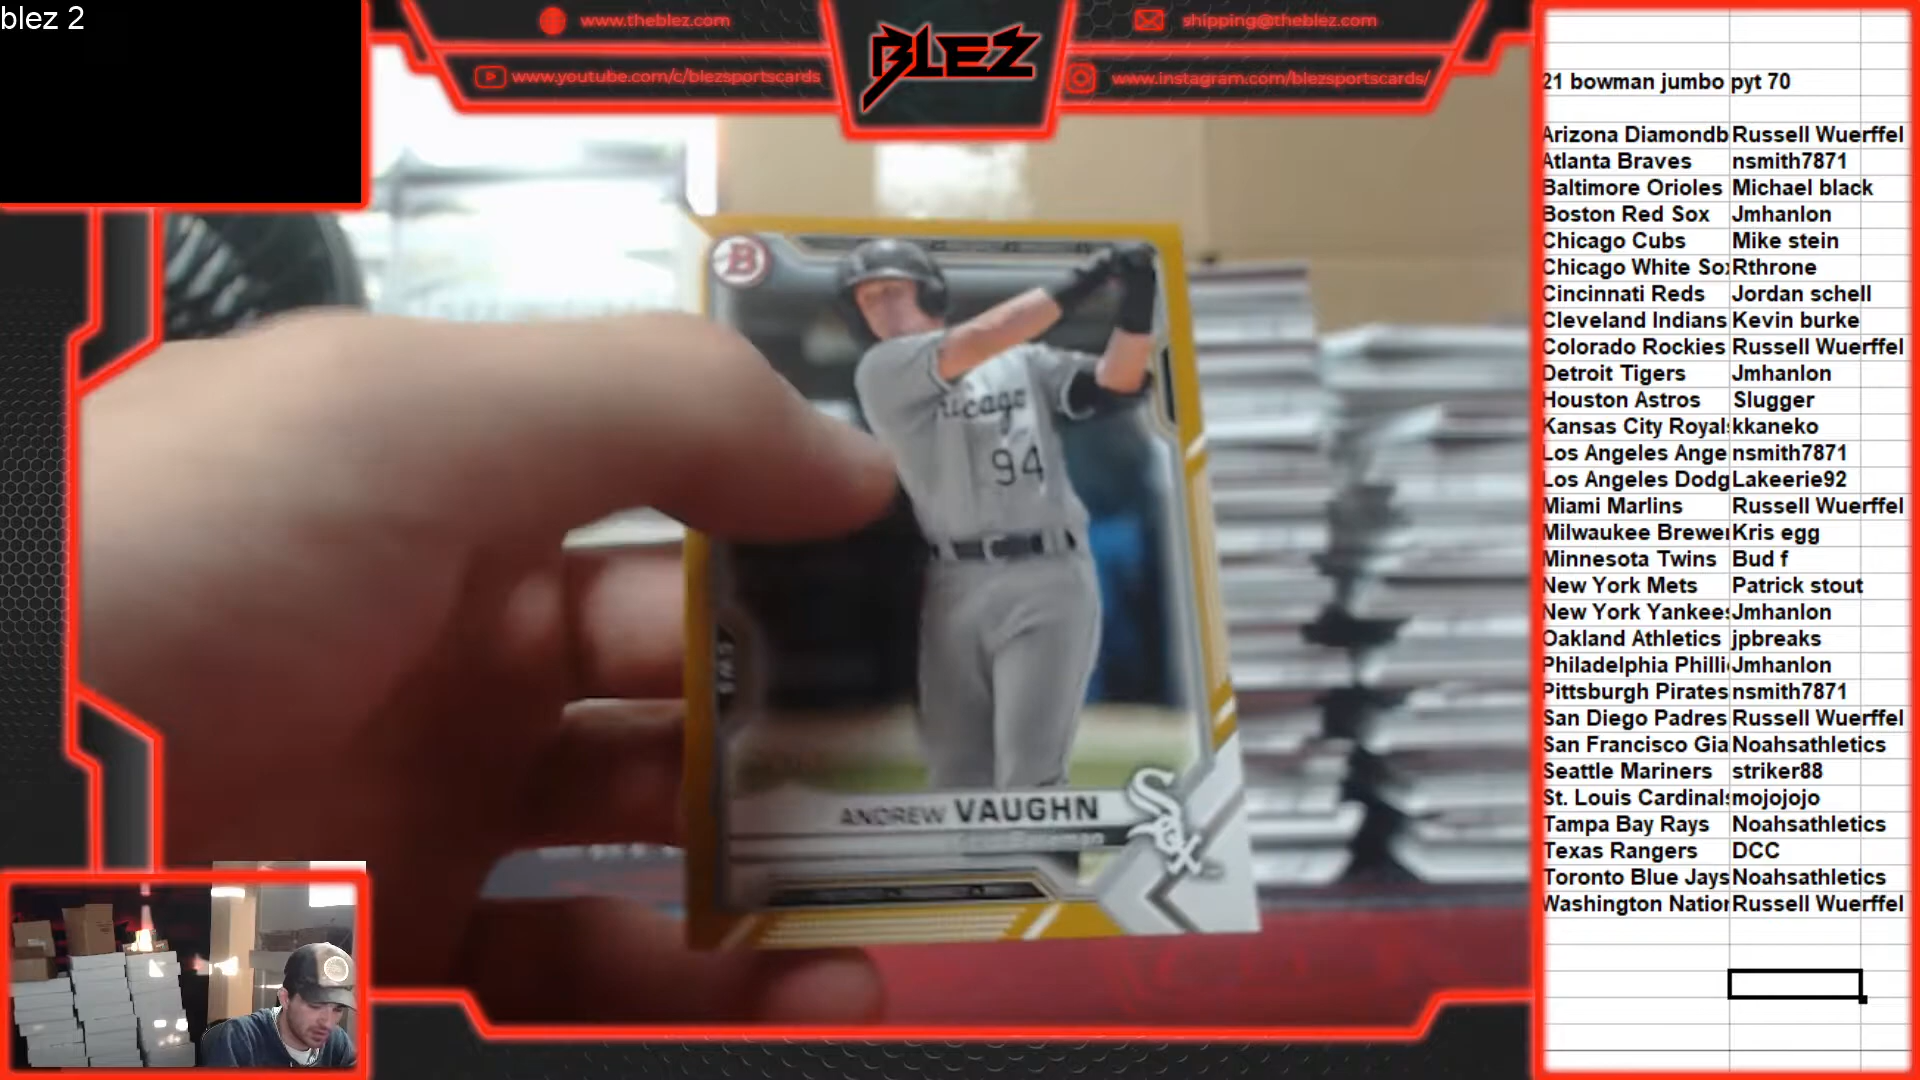 blez 2
www.theblez.com
shipping@theblez.com
BLEZ
www.youtube.com/c/blezsportscards
www.instagram.com/blezsportscards/
B
hicago
94
ANDREW VAUGHN
Sox
21 bowman jumbo pyt 70
Arizona Diamondb Russell Wuerffel
Atlanta Braves nsmith7871
Baltimore Orioles Michael black
Boston Red Sox Jmhanlon
Chicago Cubs Mike stein
Chicago White Sox Rthrone
Cincinnati Reds Jordan schell
Cleveland Indians Kevin burke
Colorado Rockies Russell Wuerffel
Detroit Tigers Jmhanlon
Houston Astros Slugger
Kansas City Royals kkaneko
Los Angeles Ange nsmith7871
Los Angeles Dodg Lakeerie92
Miami Marlins Russell Wuerffel
Milwaukee Brewer Kris egg
Minnesota Twins Bud f
New York Mets Patrick stout
New York Yankees Jmhanlon
Oakland Athletics jpbreaks
Philadelphia Philli Jmhanlon
Pittsburgh Pirates nsmith7871
San Diego Padres Russell Wuerffel
San Francisco Gia Noahsathletics
Seattle Mariners striker88
St. Louis Cardinals mojojojo
Tampa Bay Rays Noahsathletics
Texas Rangers DCC
Toronto Blue Jays Noahsathletics
Washington Nation Russell Wuerffel